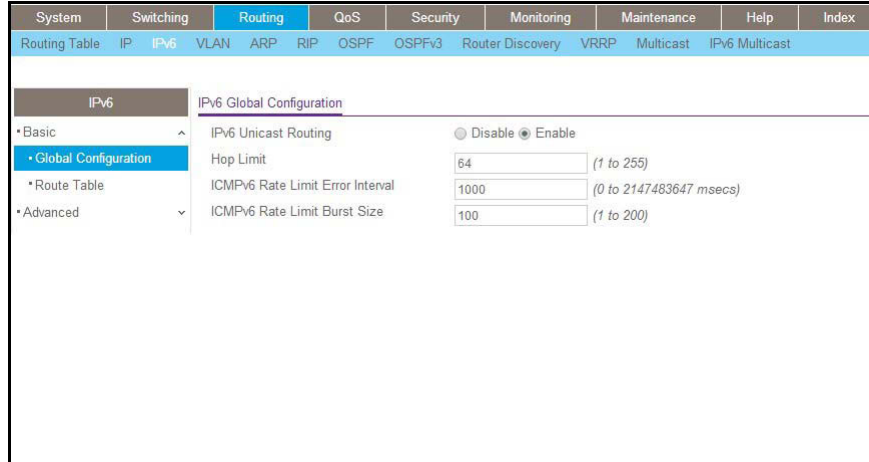 System Switching Routing QoS Security Monitoring Maintenance Help Index
Routing Table IP IPv6 VLAN ARP RIP OSPF OSPFv3 Router Discovery VRRP Multicast IPv6 Multicast
IPv6
• Basic
• Global Configuration
• Route Table
• Advanced
IPv6 Global Configuration
IPv6 Unicast Routing Disable Enable
Hop Limit 64 (1 to 255)
ICMPv6 Rate Limit Error Interval 1000 (0 to 2147483647 msecs)
ICMPv6 Rate Limit Burst Size 100 (1 to 200)